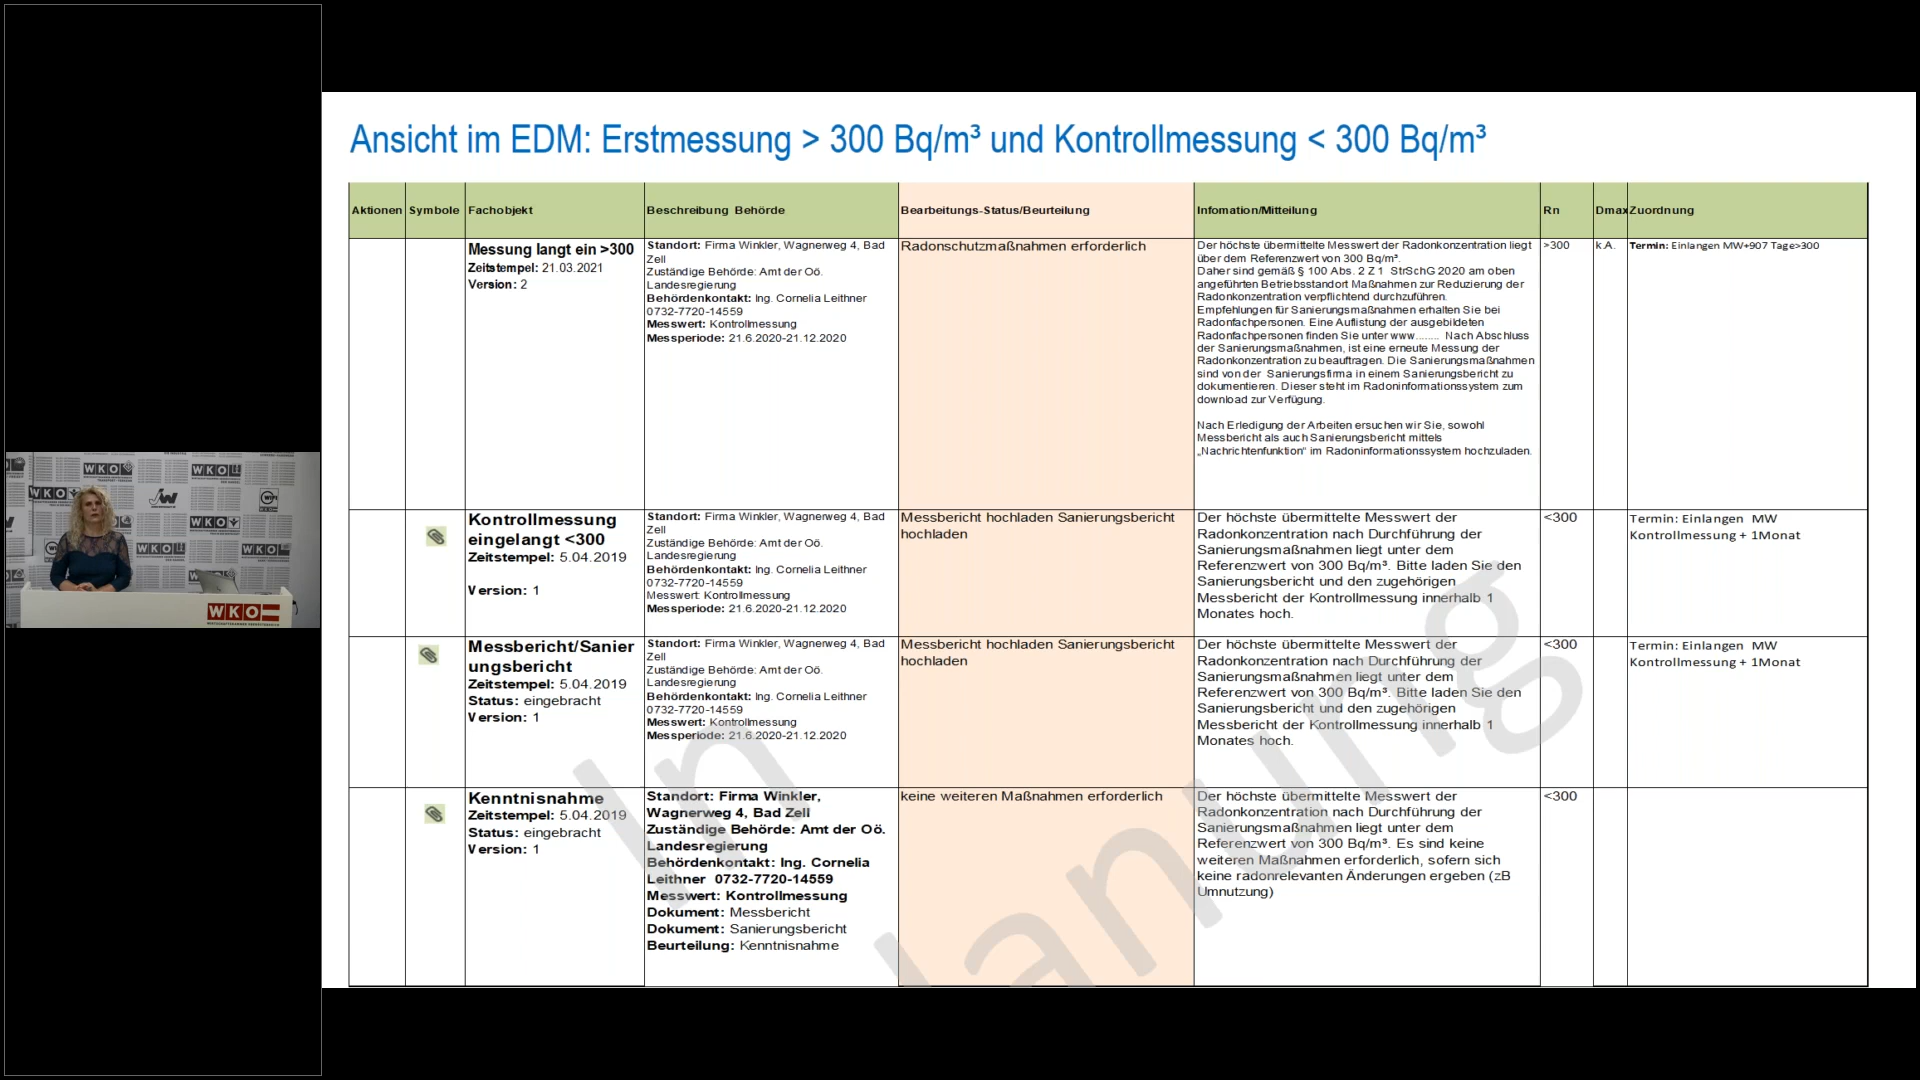 Ansicht im EDM: Erstmessung > 300 Bq/m³ und Kontrollmessung < 300 Bq/m³
Aktionen Symbole Fachobjekt Beschreibung Behörde Bearbeitungs-Status/Beurteilung Infomation/Mitteilung Rn Dmax Zuordnung
Messung langt ein >300
Zeitstempel: 21.03.2021
Version: 2
Standort: Firma Winkler, Wagnerweg 4, Bad
Zell
Zuständige Behörde: Amt der Oö.
Landesregierung
Behördenkontakt: Ing. Cornelia Leithner
0732-7720-14559
Messwert: Kontrollmessung
Messperiode: 21.6.2020-21.12.2020
Radonschutzmaßnahmen erforderlich
Der höchste übermittelte Messwert der Radonkonzentration liegt
über dem Referenzwert von 300 Bq/m³.
Daher sind gemäß § 100 Abs. 2 Z 1 StrSchG 2020 am oben
angeführten Betriebsstandort Maßnahmen zur Reduzierung der
Radonkonzentration verpflichtend durchzuführen.
Empfehlungen für Sanierungsmaßnahmen erhalten Sie bei
Radonfachpersonen. Eine Auflistung der ausgebildeten
Radonfachpersonen finden Sie unter www........ Nach Abschluss
der Sanierungsmaßnahmen, ist eine erneute Messung der
Radonkonzentration zu beauftragen. Die Sanierungsmaßnahmen
sind von der Sanierungsfirma in einem Sanierungsbericht zu
dokumentieren. Dieser steht im Radoninformationssystem zum
download zur Verfügung.
Nach Erledigung der Arbeiten ersuchen wir Sie, sowohl
Messbericht als auch Sanierungsbericht mittels
„Nachrichtenfunktion“ im Radoninformationssystem hochzuladen.
>300
k.A.
Termin: Einlangen MW+907 Tage>300
Kontrollmessung
eingelangt <300
Zeitstempel: 5.04.2019
Version: 1
Standort: Firma Winkler, Wagnerweg 4, Bad
Zell
Zuständige Behörde: Amt der Oö.
Landesregierung
Behördenkontakt: Ing. Cornelia Leithner
0732-7720-14559
Messwert: Kontrollmessung
Messperiode: 21.6.2020-21.12.2020
Messbericht hochladen Sanierungsbericht
hochladen
Der höchste übermittelte Messwert der
Radonkonzentration nach Durchführung der
Sanierungsmaßnahmen liegt unter dem
Referenzwert von 300 Bq/m³. Bitte laden Sie den
Sanierungsbericht und den zugehörigen
Messbericht der Kontrollmessung innerhalb 1
Monates hoch.
<300
Termin: Einlangen MW
Kontrollmessung + 1Monat
Messbericht/Sanier
ungsbericht
Zeitstempel: 5.04.2019
Status: eingebracht
Version: 1
Standort: Firma Winkler, Wagnerweg 4, Bad
Zell
Zuständige Behörde: Amt der Oö.
Landesregierung
Behördenkontakt: Ing. Cornelia Leithner
0732-7720-14559
Messwert: Kontrollmessung
Messperiode: 21.6.2020-21.12.2020
Messbericht hochladen Sanierungsbericht
hochladen
Der höchste übermittelte Messwert der
Radonkonzentration nach Durchführung der
Sanierungsmaßnahmen liegt unter dem
Referenzwert von 300 Bq/m³. Bitte laden Sie den
Sanierungsbericht und den zugehörigen
Messbericht der Kontrollmessung innerhalb 1
Monates hoch.
<300
Termin: Einlangen MW
Kontrollmessung + 1Monat
Kenntnisnahme
Zeitstempel: 5.04.2019
Status: eingebracht
Version: 1
Standort: Firma Winkler,
Wagnerweg 4, Bad Zell
Zuständige Behörde: Amt der Oö.
Landesregierung
Behördenkontakt: Ing. Cornelia
Leithner 0732-7720-14559
Messwert: Kontrollmessung
Dokument: Messbericht
Dokument: Sanierungsbericht
Beurteilung: Kenntnisnahme
keine weiteren Maßnahmen erforderlich
Der höchste übermittelte Messwert der
Radonkonzentration nach Durchführung der
Sanierungsmaßnahmen liegt unter dem
Referenzwert von 300 Bq/m³. Es sind keine
weiteren Maßnahmen erforderlich, sofern sich
keine radonrelevanten Änderungen ergeben (zB
Umnutzung)
<300
In
lanung
WKO
WKO
WKO
WKO
WKO
WKO
WKO